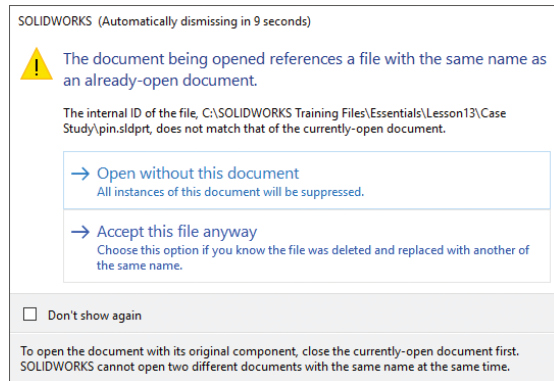 SOLIDWORKS (Automatically dismissing in 9 seconds)
The document being opened references a file with the same name as
an already-open document.
The internal ID of the file, C:\SOLIDWORKS Training Files\Essentials\Lesson13\Case
Study\pin.sldprt, does not match that of the currently-open document.
Open without this document
All instances of this document will be suppressed.
Accept this file anyway
Choose this option if you know the file was deleted and replaced with another of
the same name.
Don't show again
To open the document with its original component, close the currently-open document first.
SOLIDWORKS cannot open two different documents with the same name at the same time.